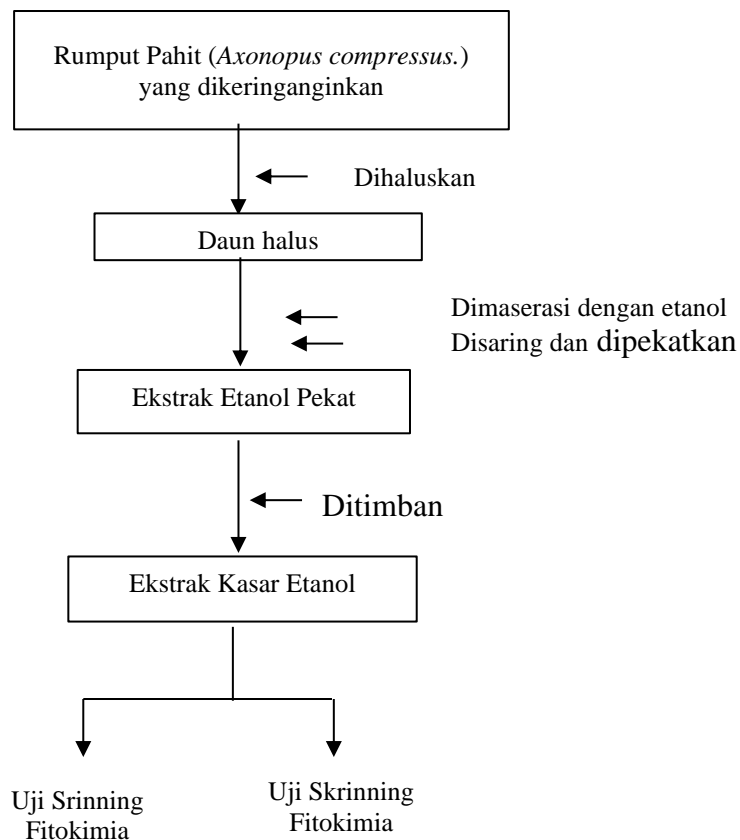 Rumput Pahit (Axonopus compressus.)
yang dikeringanginkan
Dihaluskan
Daun halus
Dimaserasi dengan etanol
Disaring dan dipekatkan
Ekstrak Etanol Pekat
Ditimban
Ekstrak Kasar Etanol
Uji Srinning
Fitokimia
Uji Skrinning
Fitokimia